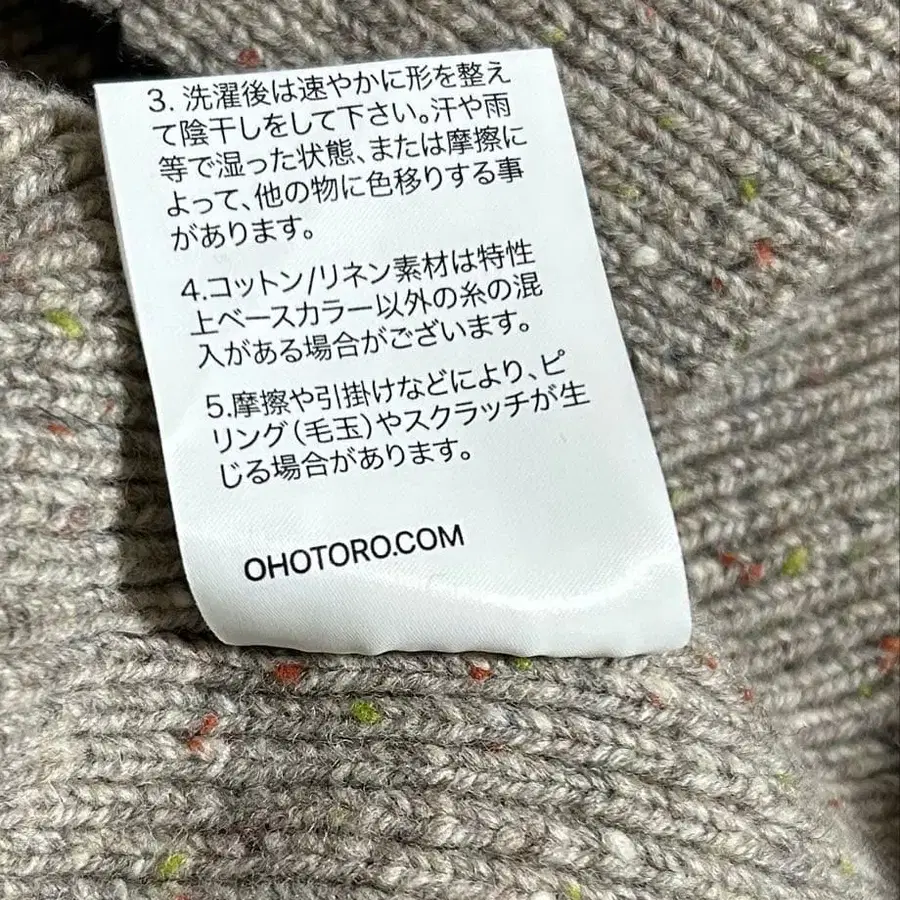 3. 洗濯後は速やかに形を整え
て陰干しをして下さい。汗や雨
等で湿った状態、または摩擦に
よって、他の物に色移りする事
があります。
4.コットン/リネン素材は特性
上ベースカラー以外の糸の混
入がある場合がございます。
5.摩擦や引掛けなどにより、ピ
リング(毛玉)やスクラッチが生
じる場合があります。
OHOTORO.COM